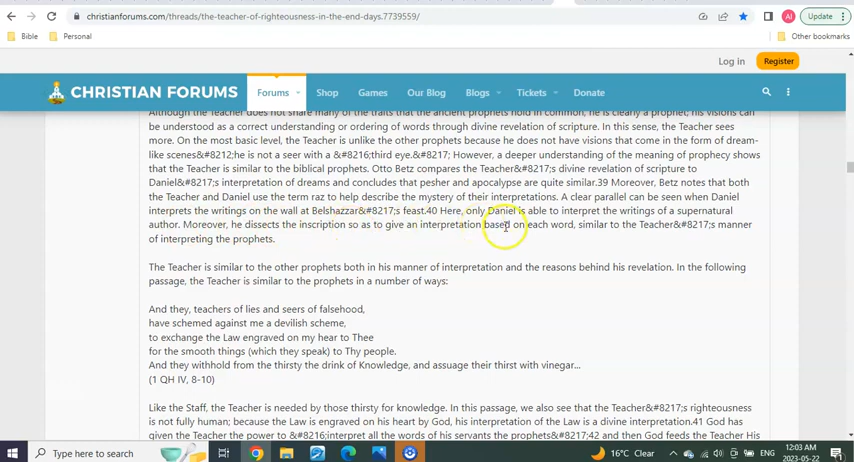 christianforums.com/threads/the-teacher-of-righteousness-in-the-end-days.7739559/
AI
Update
Bible
Personal
Other bookmarks
Log in
Register
CHRISTIAN FORUMS
Forums
Shop
Games
Our Blog
Blogs
Tickets
Donate
Although the Teacher does not share many of the traits that the ancient prophets hold in common, he is clearly a prophet; his visions can
be understood as a correct understanding or ordering of words through divine revelation of scripture. In this sense, the Teacher sees
more. On the most basic level, the Teacher is unlike the other prophets because he does not have visions that come in the form of dream-
like scenes&#8212;he is not a seer with a &#8216;third eye.&#8217; However, a deeper understanding of the meaning of prophecy shows
that the Teacher is similar to the biblical prophets. Otto Betz compares the Teacher&#8217;s divine revelation of scripture to
Daniel&#8217;s interpretation of dreams and concludes that pesher and apocalypse are quite similar.39 Moreover, Betz notes that both
the Teacher and Daniel use the term raz to help describe the mystery of their interpretations. A clear parallel can be seen when Daniel
interprets the writings on the wall at Belshazzar&#8217;s feast.40 Here, only Daniel is able to interpret the writings of a supernatural
author. Moreover, he dissects the inscription so as to give an interpretation based on each word, similar to the Teacher&#8217;s manner
of interpreting the prophets.
The Teacher is similar to the other prophets both in his manner of interpretation and the reasons behind his revelation. In the following
passage, the Teacher is similar to the prophets in a number of ways:
And they, teachers of lies and seers of falsehood,
have schemed against me a devilish scheme,
to exchange the Law engraved on my heart to Thee
for the smooth things (which they speak) to Thy people.
And they withhold from the thirsty the drink of Knowledge, and assuage their thirst with vinegar...
(1 QH IV, 8-10)
Like the Staff, the Teacher is needed by those thirsty for knowledge. In this passage, we also see that the Teacher&#8217;s righteousness
is not fully human; because the Law is engraved on his heart by God, his interpretation of the Law is a divine interpretation.41 God has
given the Teacher the power to &#8216;interpret all the words of his servants the prophets&#8217;42 and then God feeds the Teacher His
Type here to search
16°C Clear
ENG
12:03 AM
2023-05-22